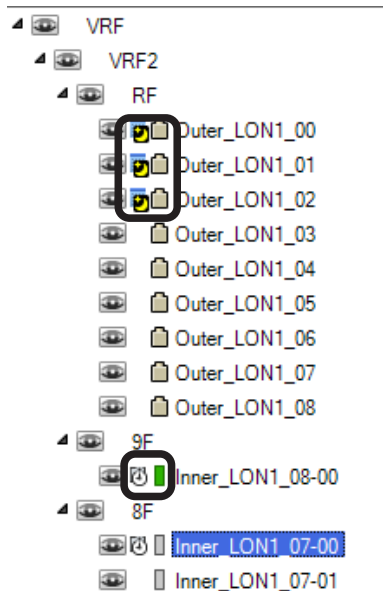 VRF
VRF2
RF
Outer_LON1_00
Outer_LON1_01
Outer_LON1_02
Outer_LON1_03
Outer_LON1_04
Outer_LON1_05
Outer_LON1_06
Outer_LON1_07
Outer_LON1_08
9F
Inner_LON1_08-00
8F
Inner_LON1_07-00
Inner_LON1_07-01